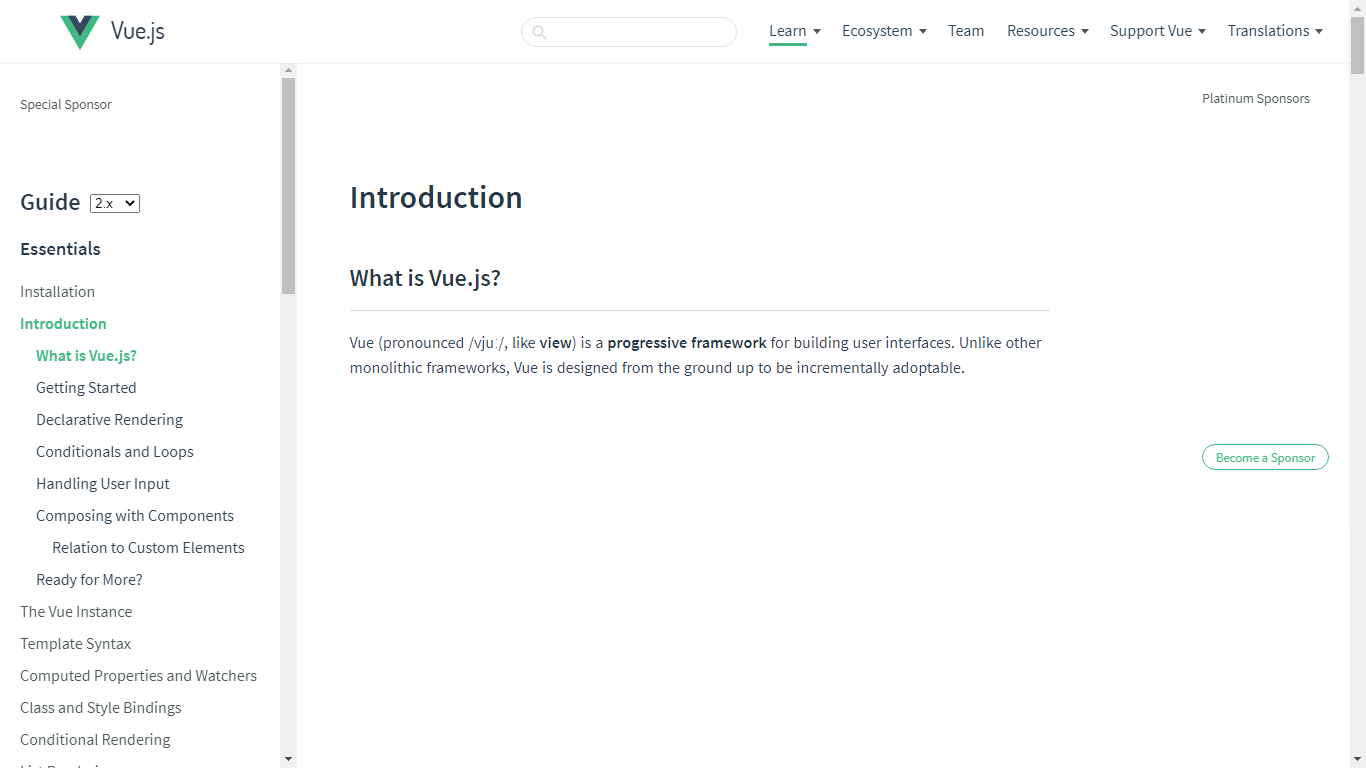 Vue.js
Learn
Ecosystem
Team
Resources
Support Vue
Translations
Special Sponsor
Guide 2.x
Essentials
Installation
Introduction
What is Vue.js?
Getting Started
Declarative Rendering
Conditionals and Loops
Handling User Input
Composing with Components
Relation to Custom Elements
Ready for More?
The Vue Instance
Template Syntax
Computed Properties and Watchers
Class and Style Bindings
Conditional Rendering
Introduction
What is Vue.js?
Vue (pronounced /vjuː/, like view) is a progressive framework for building user interfaces. Unlike other
monolithic frameworks, Vue is designed from the ground up to be incrementally adoptable.
Platinum Sponsors
Become a Sponsor